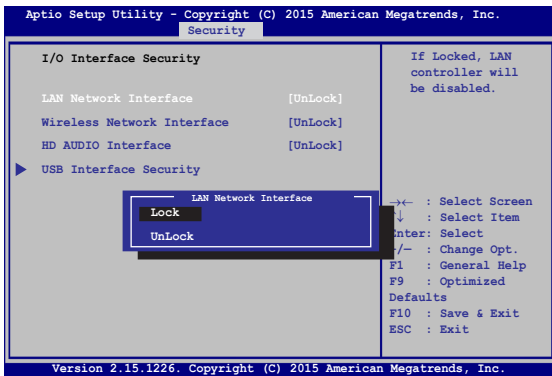 Aptio Setup Utility - Copyright (C) 2015 American Megatrends, Inc.
Security
I/O Interface Security
LAN Network Interface [UnLock]
Wireless Network Interface [UnLock]
HD AUDIO Interface [UnLock]
USB Interface Security
LAN Network Interface
Lock
UnLock
If Locked, LAN
controller will
be disabled.
→← : Select Screen
↑↓ : Select Item
Enter: Select
+/— : Change Opt.
F1 : General Help
F9 : Optimized
Defaults
F10 : Save & Exit
ESC : Exit
Version 2.15.1226. Copyright (C) 2015 American Megatrends, Inc.